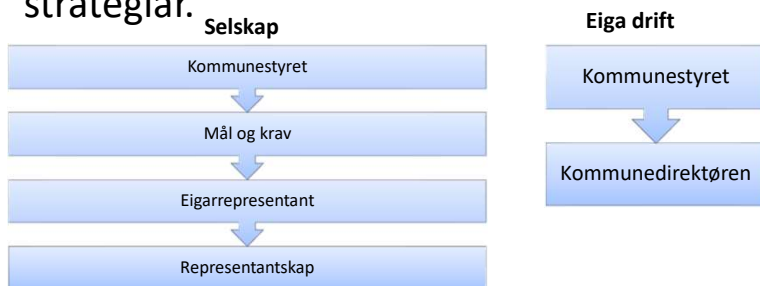 strategiar.
Selskap
Kommunestyret
Mål og krav
Eigarrepresentant
Representantskap
Eiga drift
Kommunestyret
Kommunedirektøren